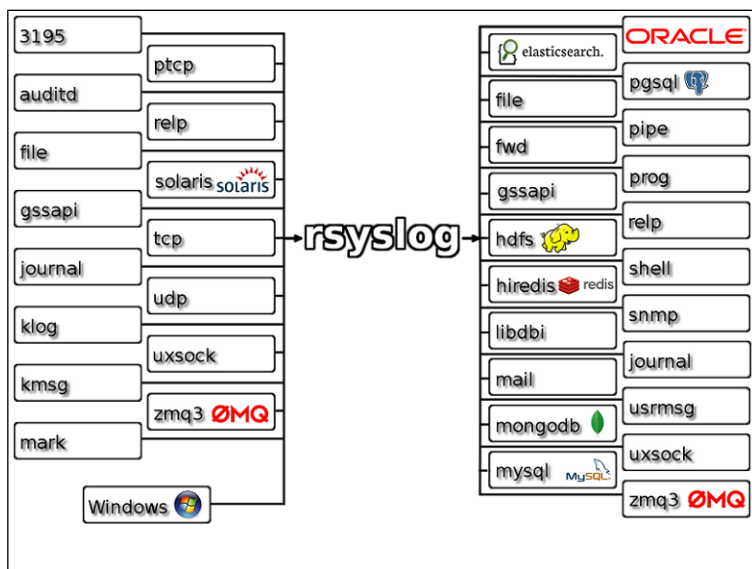 3195
ptcp
auditd
relp
file
solaris solaris
gssapi
tcp
journal
udp
klog
uxsock
kmsg
zmq3 ØMQ
mark
Windows
rsyslog
ORACLE
elasticsearch.
pgsql
file
pipe
fwd
prog
gssapi
relp
hdfs
shell
hiredis redis
snmp
libdbi
journal
mail
usrmsg
mongodb
uxsock
mysql MySQL
zmq3 ØMQ